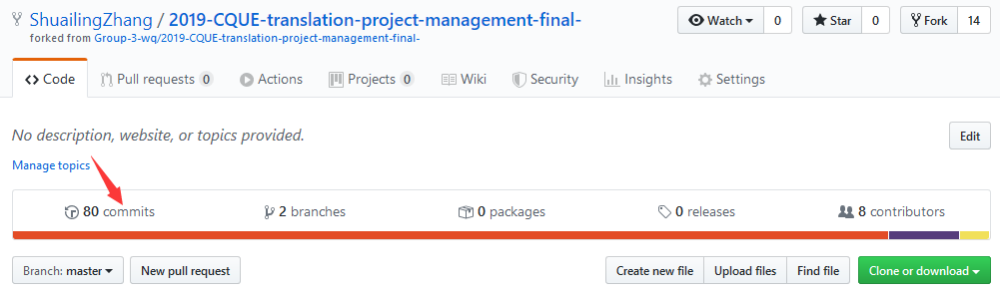 ShuailingZhang / 2019-CQUE-translation-project-management-final-
Watch 0 Star 0 Fork 14
forked from Group-3-wq/2019-CQUE-translation-project-management-final-
Code Pull requests 0 Actions Projects 0 Wiki Security Insights Settings
No description, website, or topics provided.
Edit
Manage topics
80 commits 2 branches 0 packages 0 releases 8 contributors
Branch: master New pull request Create new file Upload files Find file Clone or download